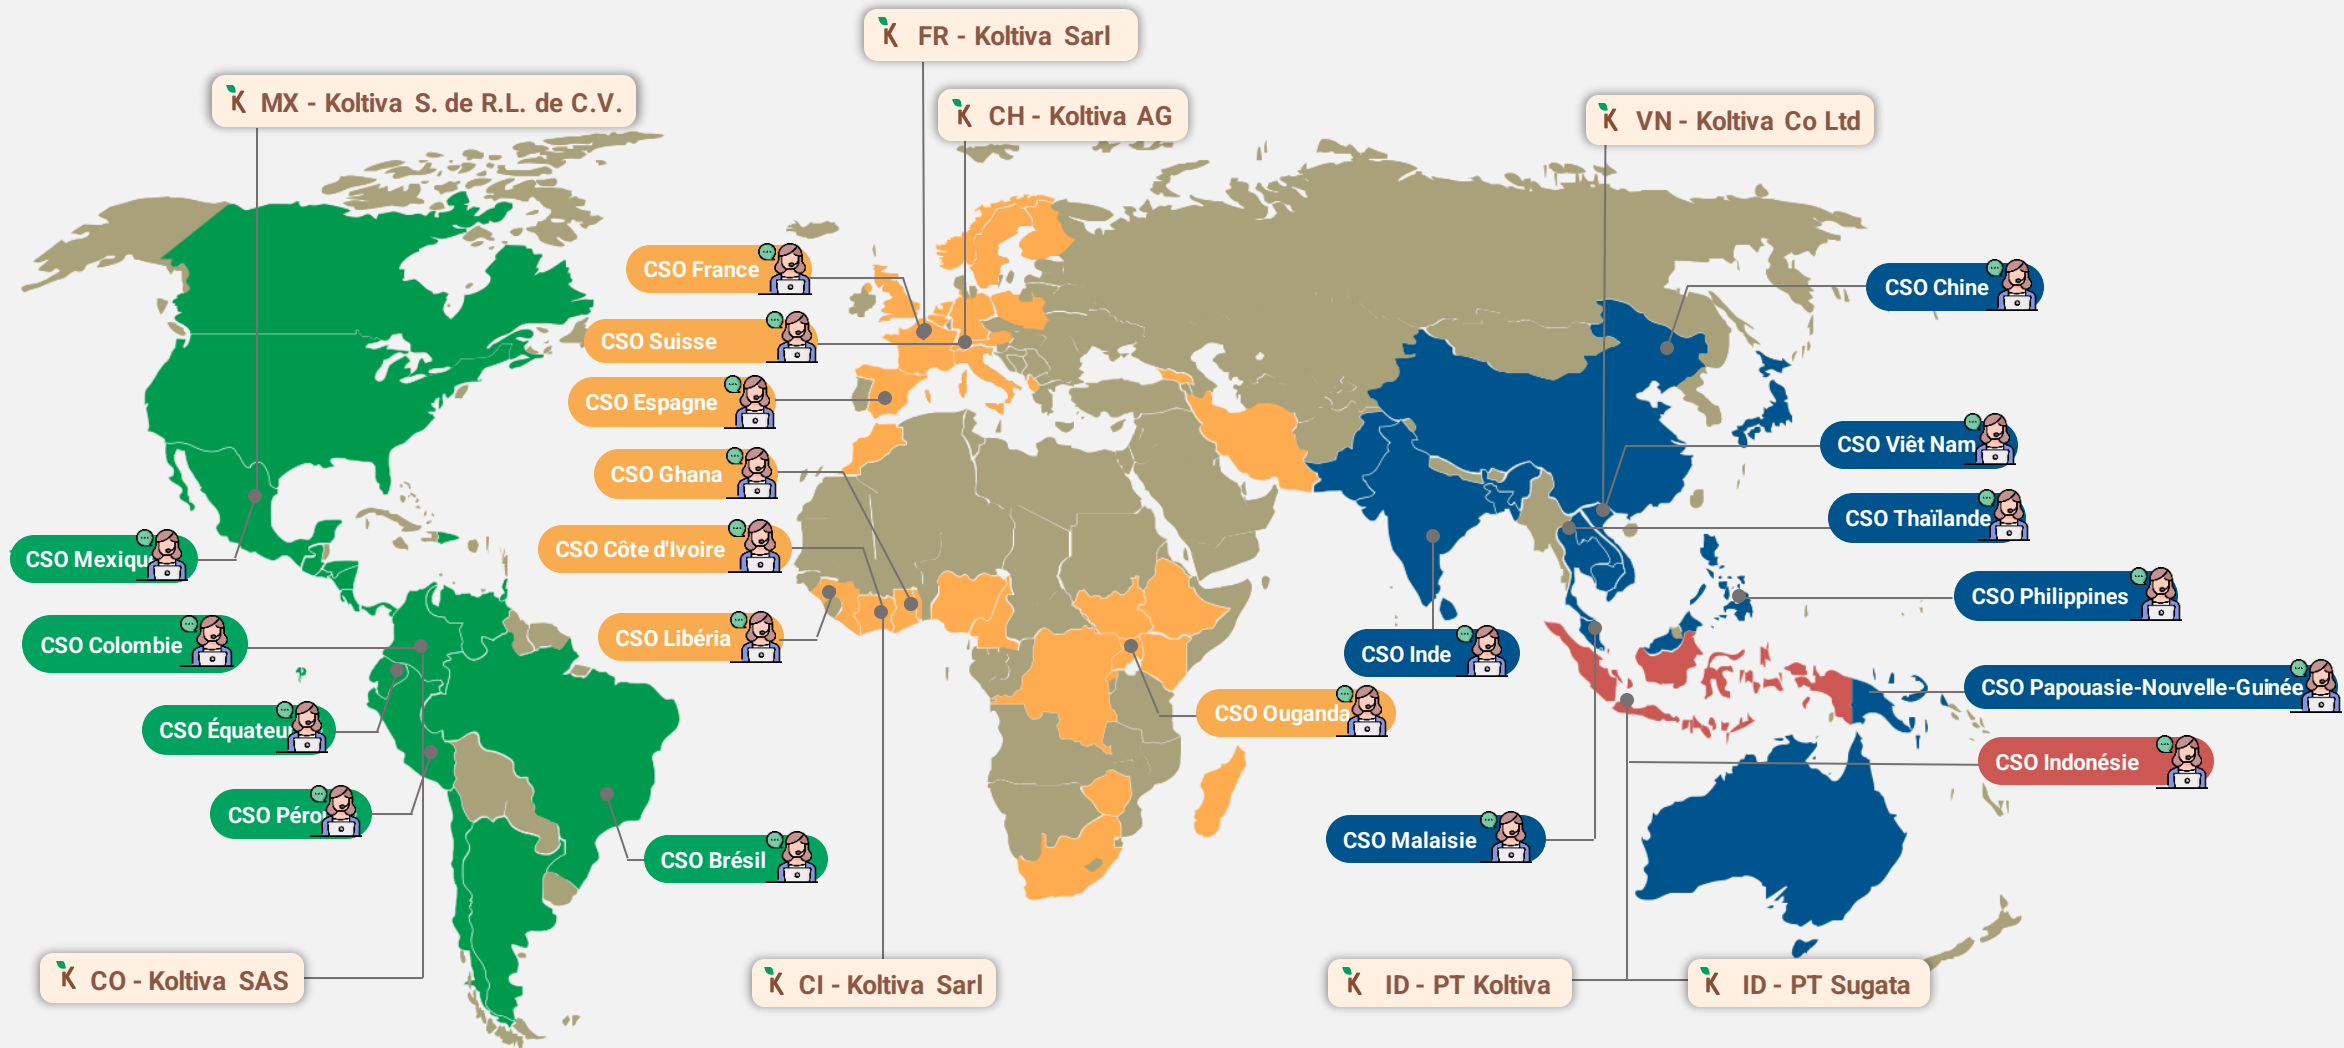 FR - Koltiva Sarl
MX - Koltiva S. de R.L. de C.V.
CH - Koltiva AG
VN - Koltiva Co Ltd
CSO France
CSO Chine
CSO Suisse
CSO Espagne
CSO Viêt Nam
CSO Ghana
CSO Thaïlande
CSO Mexiqu
CSO Côte d'Ivoire
CSO Philippines
CSO Colombie
CSO Libéria
CSO Inde
CSO Papouasie-Nouvelle-Guinée
CSO Équateu
CSO Ouganda
CSO Indonésie
CSO Péro
CSO Brésil
CSO Malaisie
CO - Koltiva SAS
CI - Koltiva Sarl
ID - PT Koltiva
ID - PT Sugata